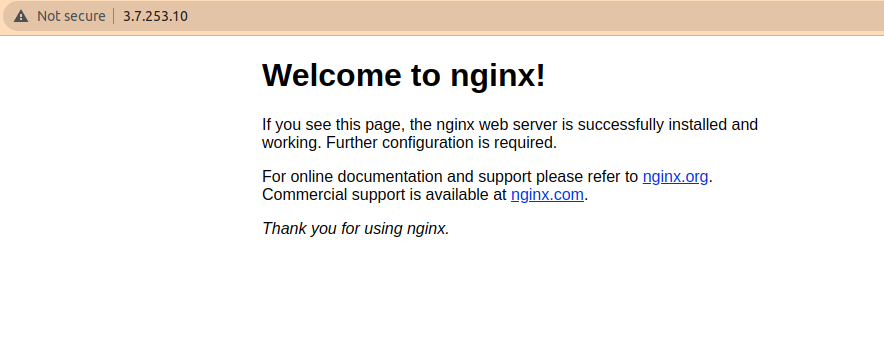 Not secure 3.7.253.10
Welcome to nginx!
If you see this page, the nginx web server is successfully installed and
working. Further configuration is required.
For online documentation and support please refer to nginx.org.
Commercial support is available at nginx.com.
Thank you for using nginx.